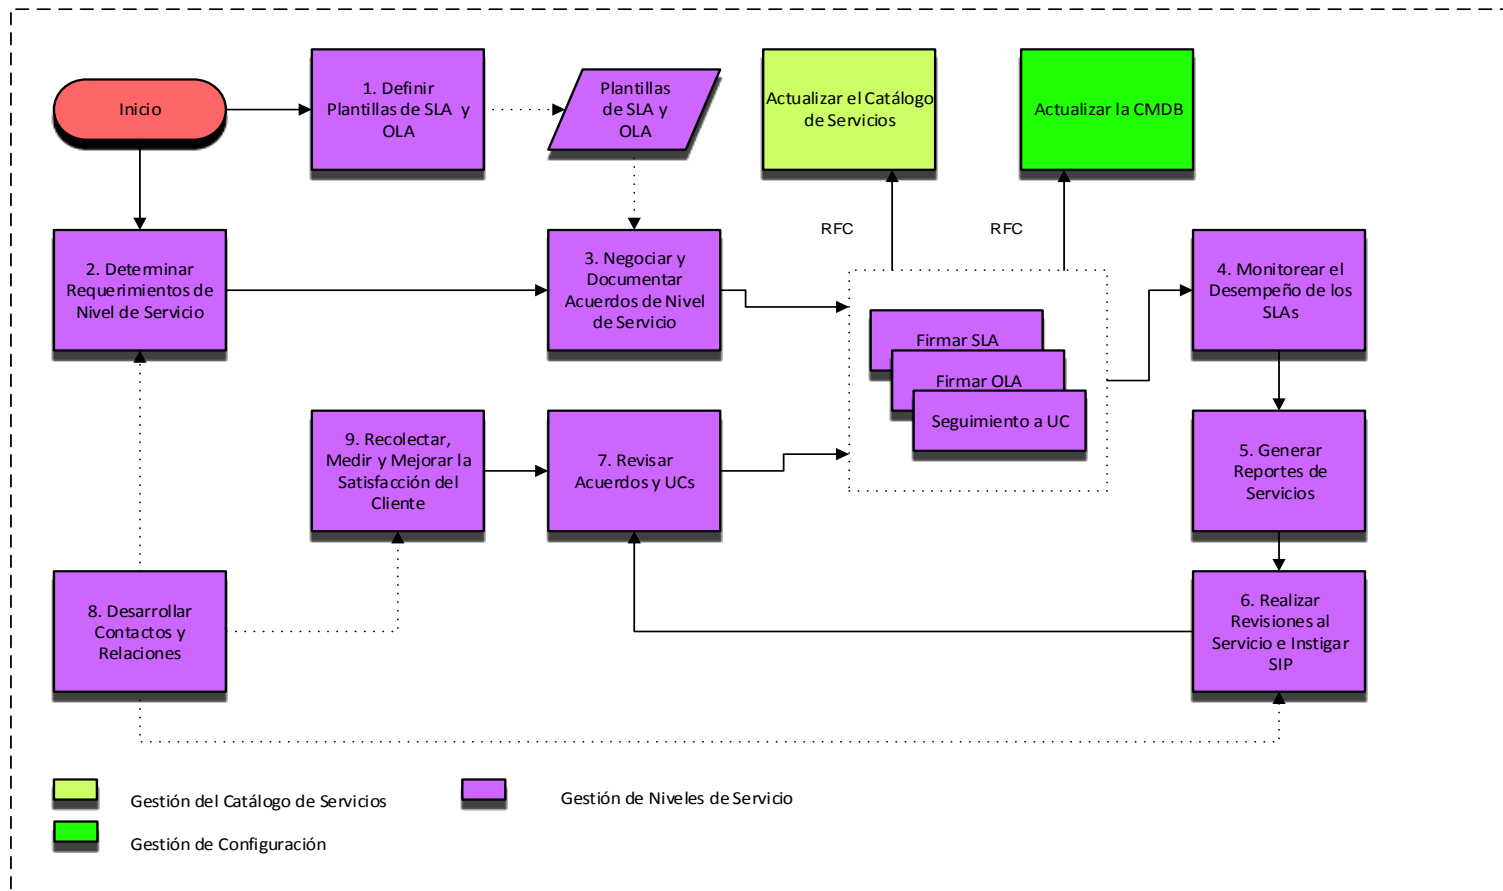 Inicio
1. Definir
Plantillas de SLA y
OLA
Plantillas
de SLA y
OLA
Actualizar el Catálogo
de Servicios
Actualizar la CMDB
RFC
RFC
2. Determinar
Requerimientos de
Nivel de Servicio
3. Negociar y
Documentar
Acuerdos de Nivel
de Servicio
Firmar SLA
Firmar OLA
Seguimiento a UC
4. Monitorear el
Desempeño de los
SLAs
9. Recolectar,
Medir y Mejorar la
Satisfacción del
Cliente
7. Revisar
Acuerdos y UCs
5. Generar
Reportes de
Servicios
8. Desarrollar
Contactos y
Relaciones
6. Realizar
Revisiones al
Servicio e Instigar
SIP
Gestión del Catálogo de Servicios
Gestión de Niveles de Servicio
Gestión de Configuración